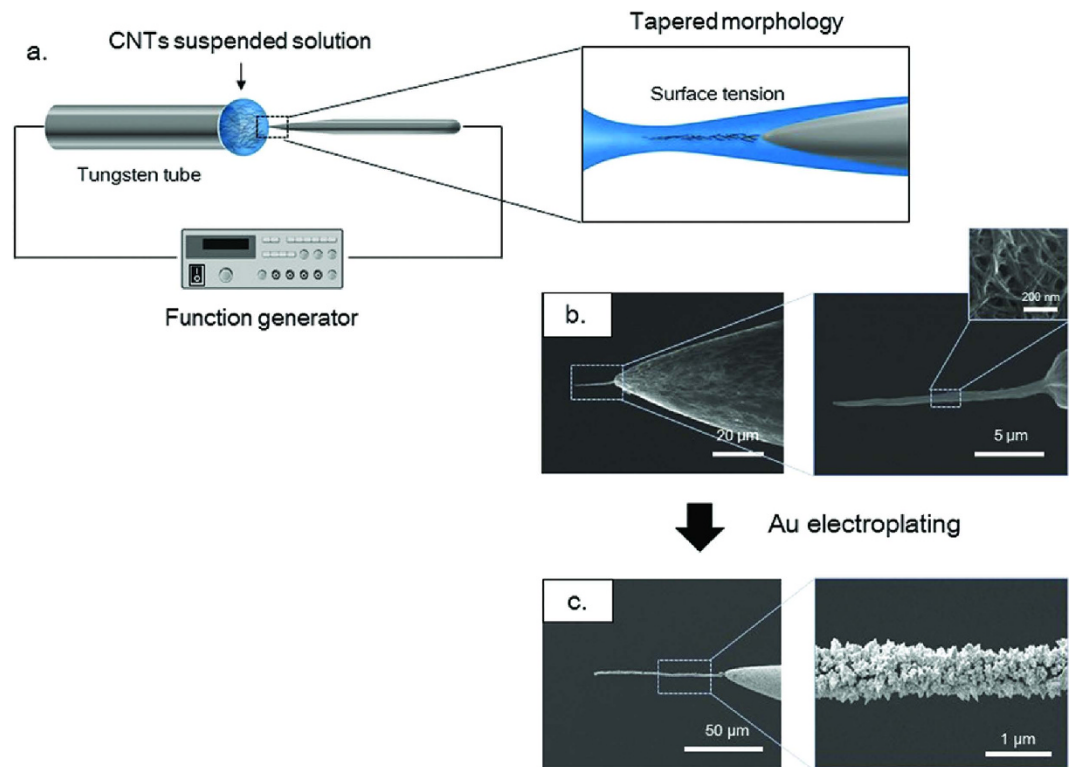 a.
CNTs suspended solution
Tungsten tube
Function generator
Tapered morphology
Surface tension
200 nm
b.
20 μm
5 μm
Au electroplating
c.
50 μm
1 μm